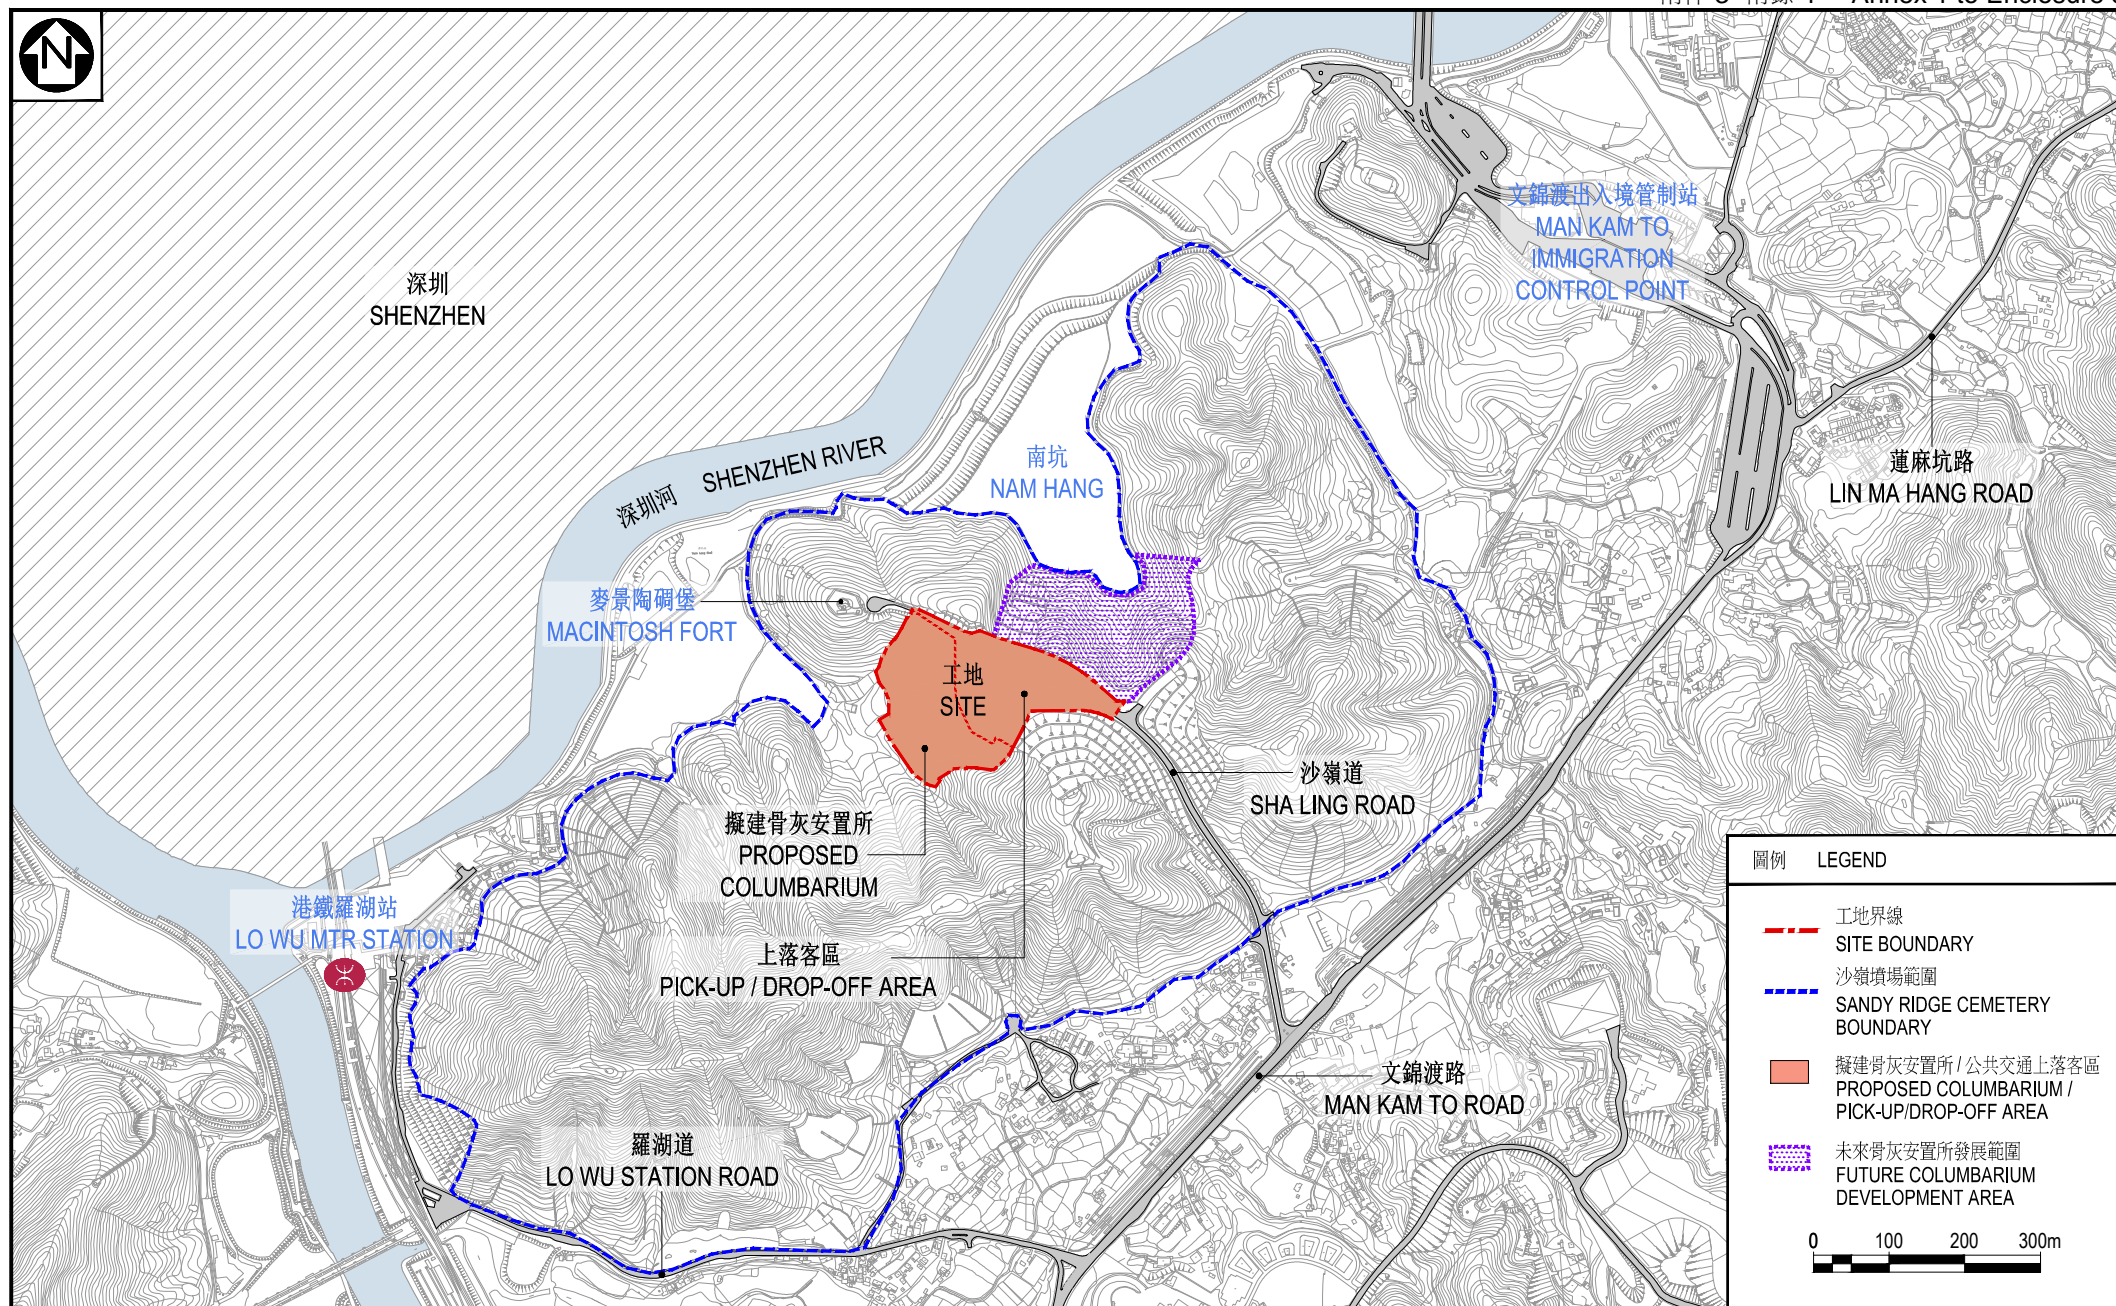 Annex 1 to Enclosure
N
深圳
SHENZHEN
文錦渡出入境管制站
MAN KAM TO
IMMIGRATION
CONTROL POINT
深圳河 SHENZHEN RIVER
南坑
NAM HANG
蓮麻坑路
LIN MA HANG ROAD
麥景陶碉堡
MACINTOSH FORT
工地
SITE
沙嶺道
SHA LING ROAD
擬建骨灰安置所
PROPOSED
COLUMBARIUM
港鐵羅湖站
LO WU MTR STATION
上落客區
PICK-UP / DROP-OFF AREA
文錦渡路
MAN KAM TO ROAD
羅湖道
LO WU STATION ROAD
圖例 LEGEND
工地界線
SITE BOUNDARY
沙嶺墳場範圍
SANDY RIDGE CEMETERY
BOUNDARY
擬建骨灰安置所 / 公共交通上落客區
PROPOSED COLUMBARIUM /
PICK-UP/DROP-OFF AREA
未來骨灰安置所發展範圍
FUTURE COLUMBARIUM
DEVELOPMENT AREA
0 100 200 300m